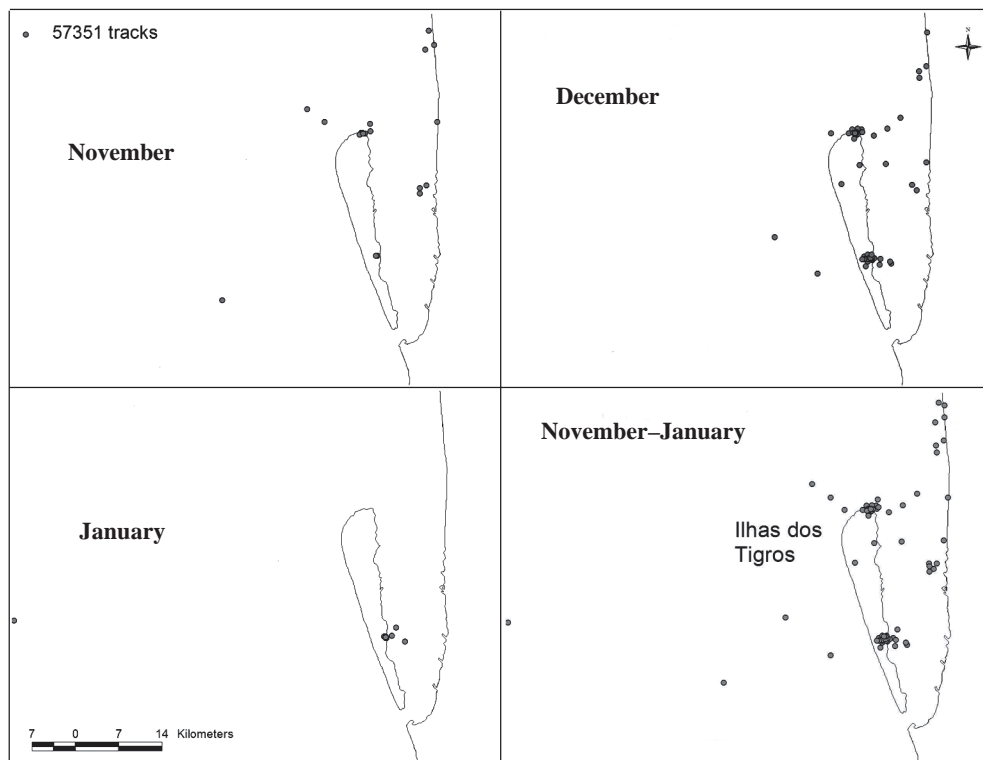 57351 tracks
N
November
December
January
November–January
Ilhas dos
Tigros
7 0 7 14 Kilometers